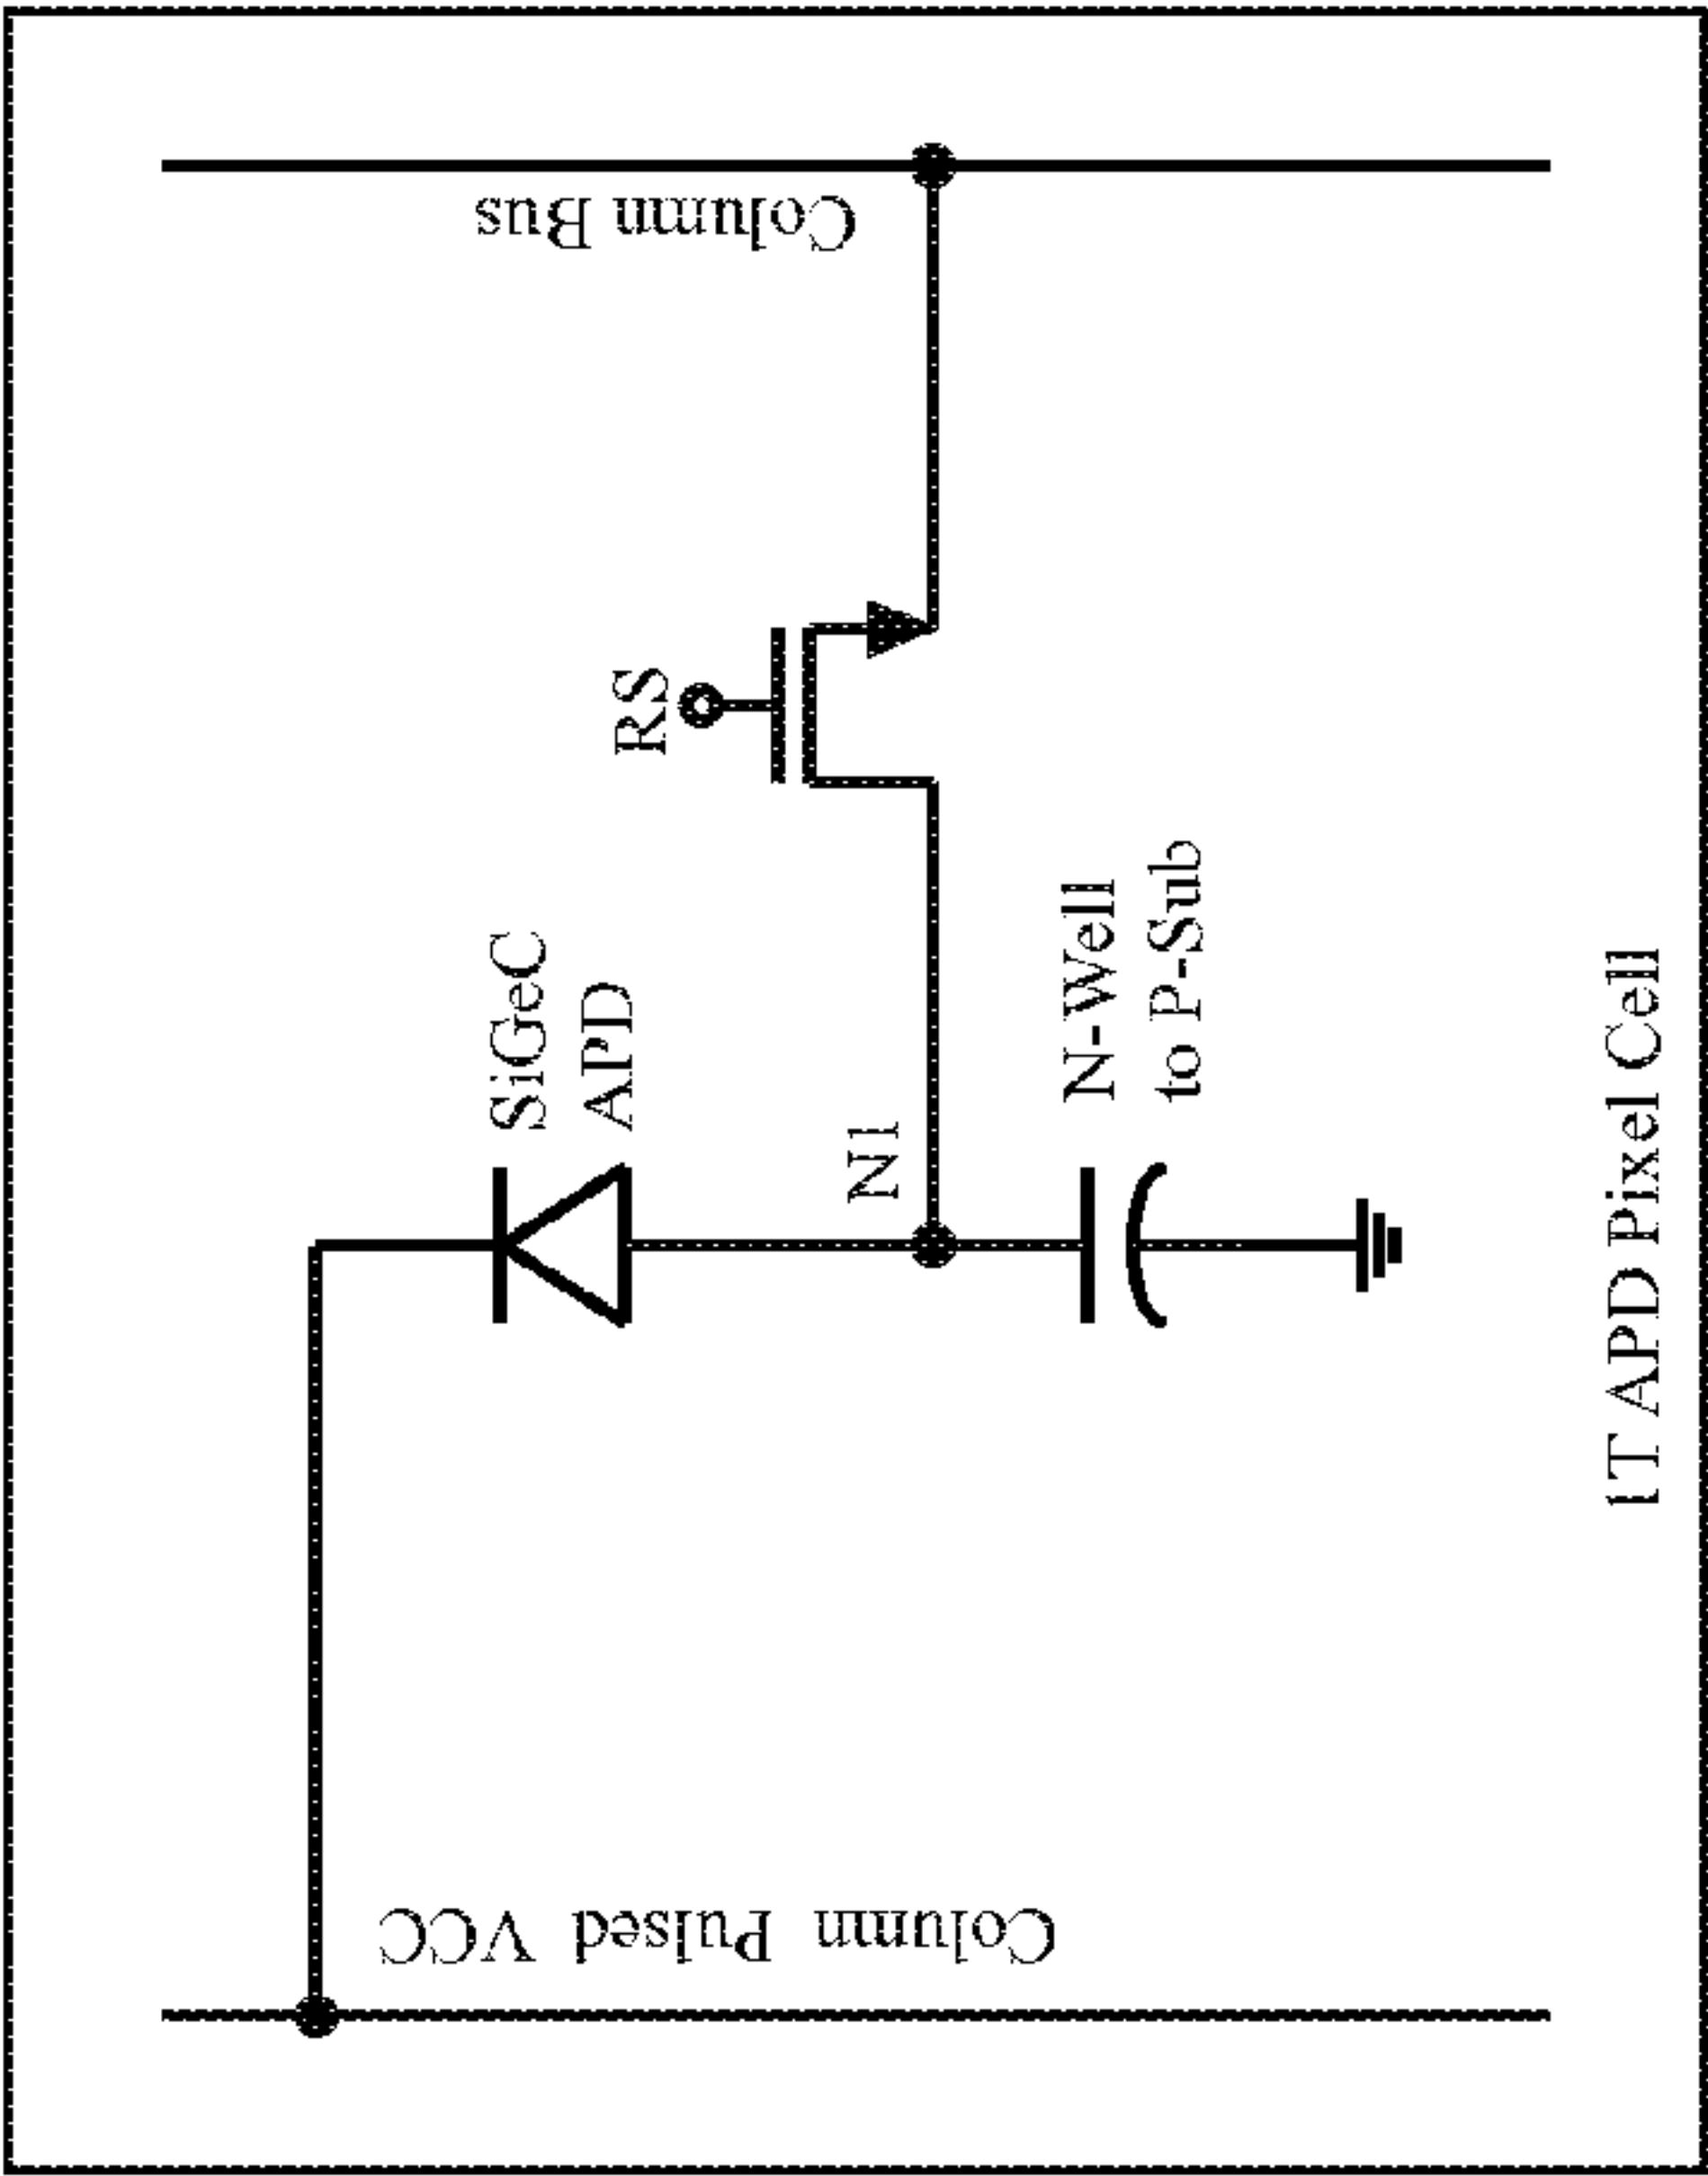 Column Pulsed VCC
SiGeC
APD
RS
Column Bus
N1
N-Well
to P-Sub
1T APD Pixel Cell